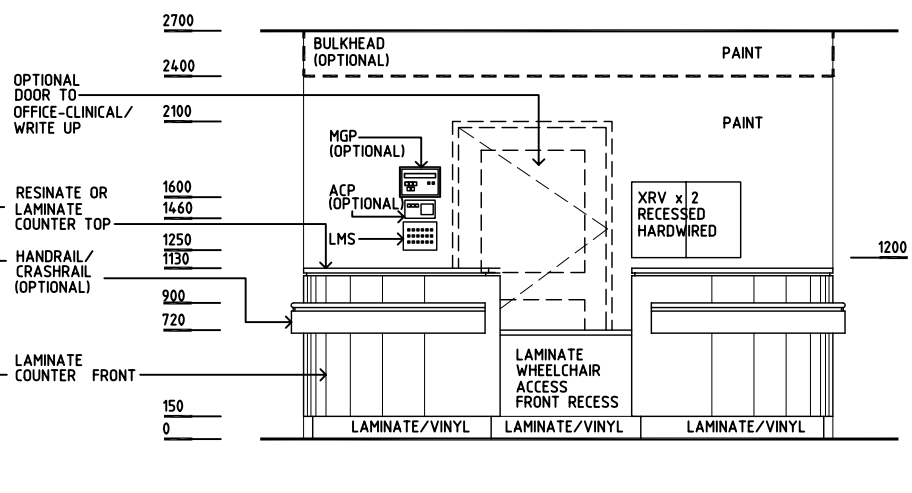 2700
BULKHEAD
(OPTIONAL)
PAINT
2400
OPTIONAL
DOOR TO
OFFICE-CLINICAL/
WRITE UP
2100
PAINT
MGP
(OPTIONAL)
1600
RESINATE OR
LAMINATE
COUNTER TOP
1460
ACP
(OPTIONAL)
XRV x 2
RECESSED
HARDWIRED
LMS
1250
1130
1200
HANDRAIL/
CRASHRAIL
(OPTIONAL)
900
720
LAMINATE
COUNTER FRONT
LAMINATE
WHEELCHAIR
ACCESS
FRONT RECESS
150
0
LAMINATE/VINYL
LAMINATE/VINYL
LAMINATE/VINYL